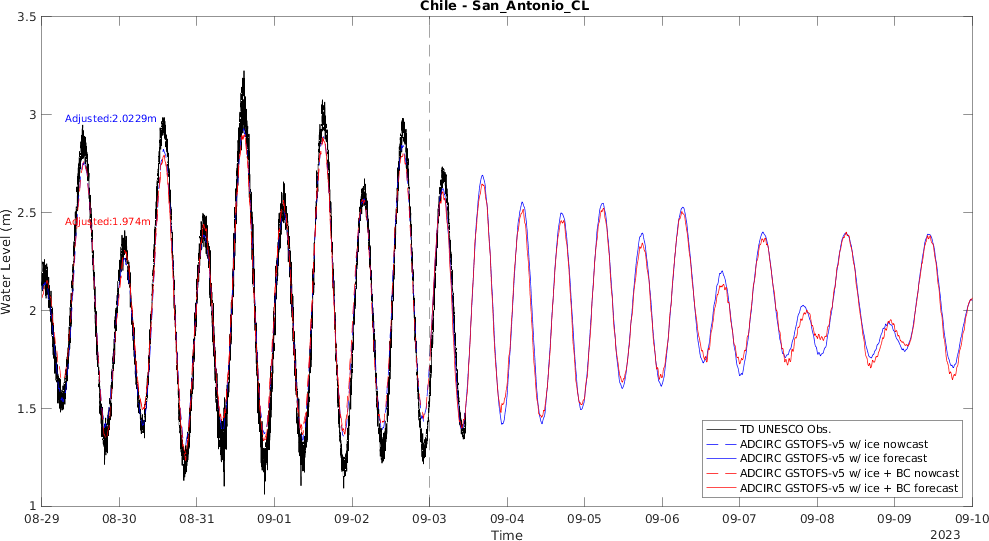 Chile - San_Antonio_CL
3.5
3
2.5
2
1.5
1
Water Level (m)
Adjusted:2.0229m
Adjusted:1.974m
TD UNESCO Obs.
ADCIRC GSTOFS-v5 w/ ice nowcast
ADCIRC GSTOFS-v5 w/ ice forecast
ADCIRC GSTOFS-v5 w/ ice + BC nowcast
ADCIRC GSTOFS-v5 w/ ice + BC forecast
08-29 08-30 08-31 09-01 09-02 09-03 09-04 09-05 09-06 09-07 09-08 09-09 09-10
Time
2023